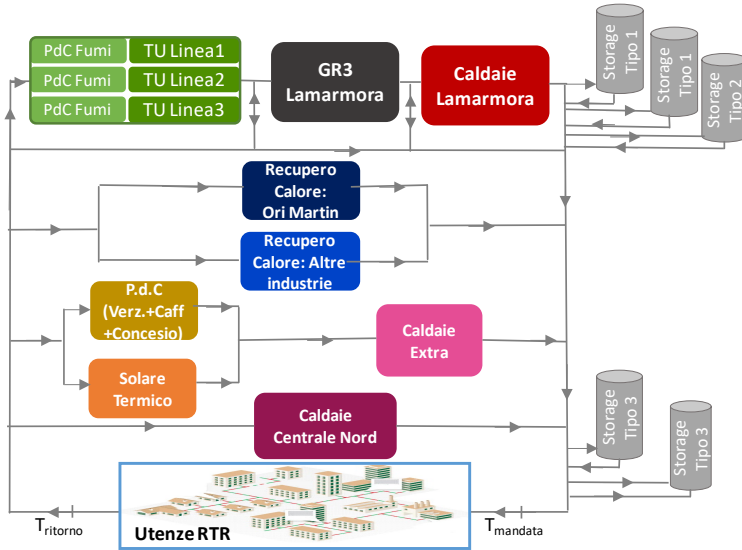 PdC Fumi TU Linea1
PdC Fumi TU Linea2
PdC Fumi TU Linea3
GR3
Lamarmora
Caldaie
Lamarmora
Storage
Tipo 1
Storage
Tipo 1
Storage
Tipo 2
Recupero
Calore:
Ori Martin
Recupero
Calore: Altre
industrie
P.d.C
(Verz.+Caff
+Concesio)
Solare
Termico
Caldaie
Extra
Caldaie
Centrale Nord
Storage
Tipo 3
Storage
Tipo 3
Tritorno
Utenze RTR
Tmandata